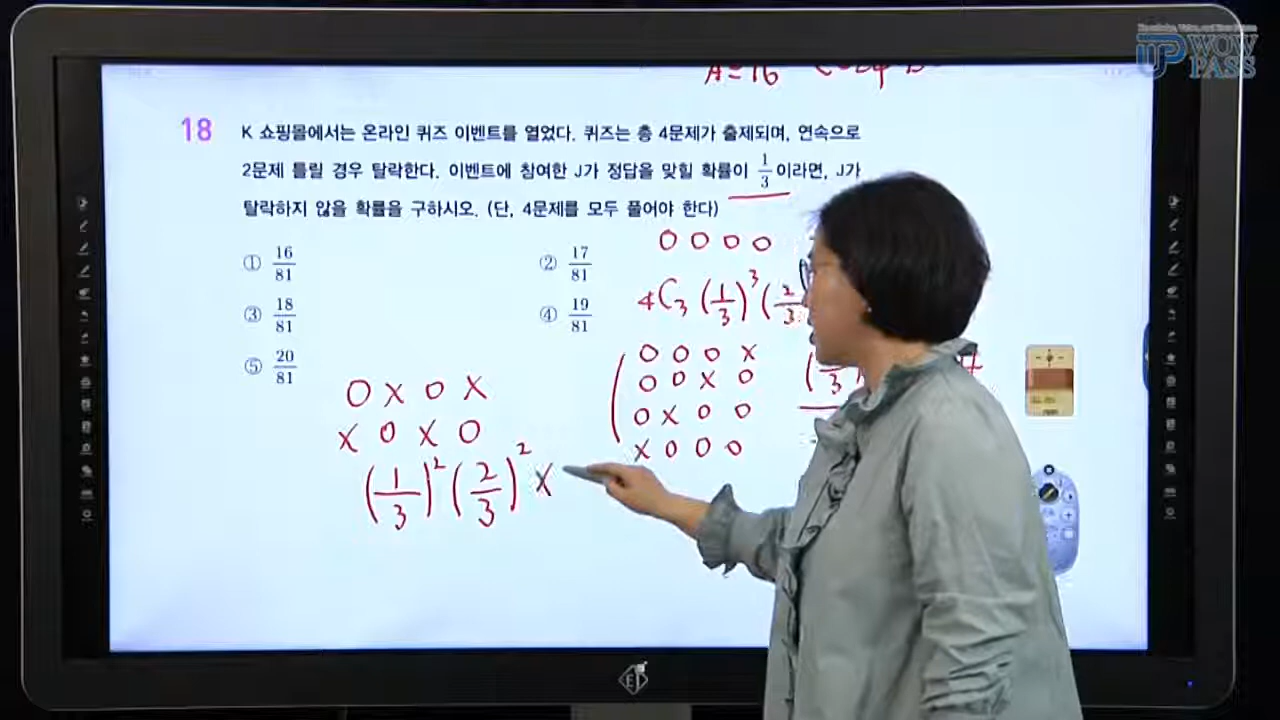 WOW
PASS
A=16
18 K 쇼핑몰에서는 온라인 퀴즈 이벤트를 열었다. 퀴즈는 총 4문제가 출제되며, 연속으로
2문제 틀릴 경우 탈락한다. 이벤트에 참여한 J가 정답을 맞힐 확률이 1/3 이라면, J가
탈락하지 않을 확률을 구하시오. (단, 4문제를 모두 풀어야 한다)
O O O O
① 16/81 ② 17/81
4C3 (1/3)^3 (2/3
③ 18/81 ④ 19/81
O O O X
O O X O
⑤ 20/81
O X O X
O X O O
X O X O
X O O O
(1/3)^2 (2/3)^2 X